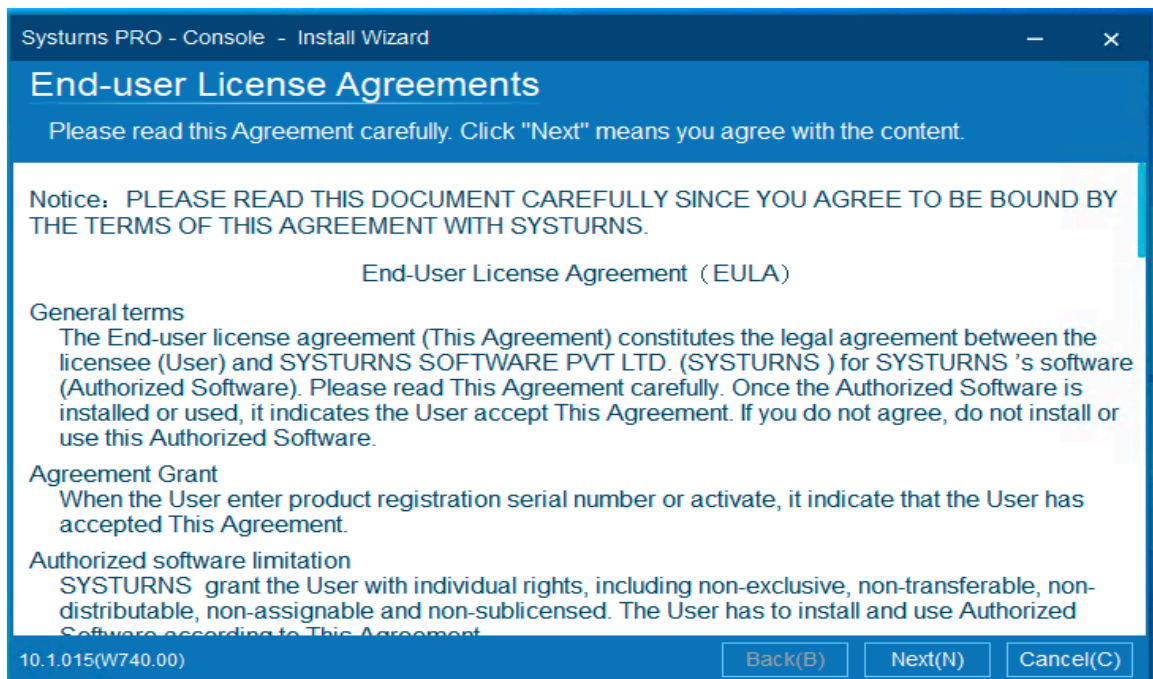 Systurns PRO - Console - Install Wizard
End-user License Agreements
Please read this Agreement carefully. Click "Next" means you agree with the content.
Notice：PLEASE READ THIS DOCUMENT CAREFULLY SINCE YOU AGREE TO BE BOUND BY
THE TERMS OF THIS AGREEMENT WITH SYSTURNS.
End-User License Agreement（EULA）
General terms
The End-user license agreement (This Agreement) constitutes the legal agreement between the
licensee (User) and SYSTURNS SOFTWARE PVT LTD. (SYSTURNS ) for SYSTURNS 's software
(Authorized Software). Please read This Agreement carefully. Once the Authorized Software is
installed or used, it indicates the User accept This Agreement. If you do not agree, do not install or
use this Authorized Software.
Agreement Grant
When the User enter product registration serial number or activate, it indicate that the User has
accepted This Agreement.
Authorized software limitation
SYSTURNS grant the User with individual rights, including non-exclusive, non-transferable, non-
distributable, non-assignable and non-sublicensed. The User has to install and use Authorized
Software according to This Agreement
10.1.015(W740.00)
Back(B)
Next(N)
Cancel(C)